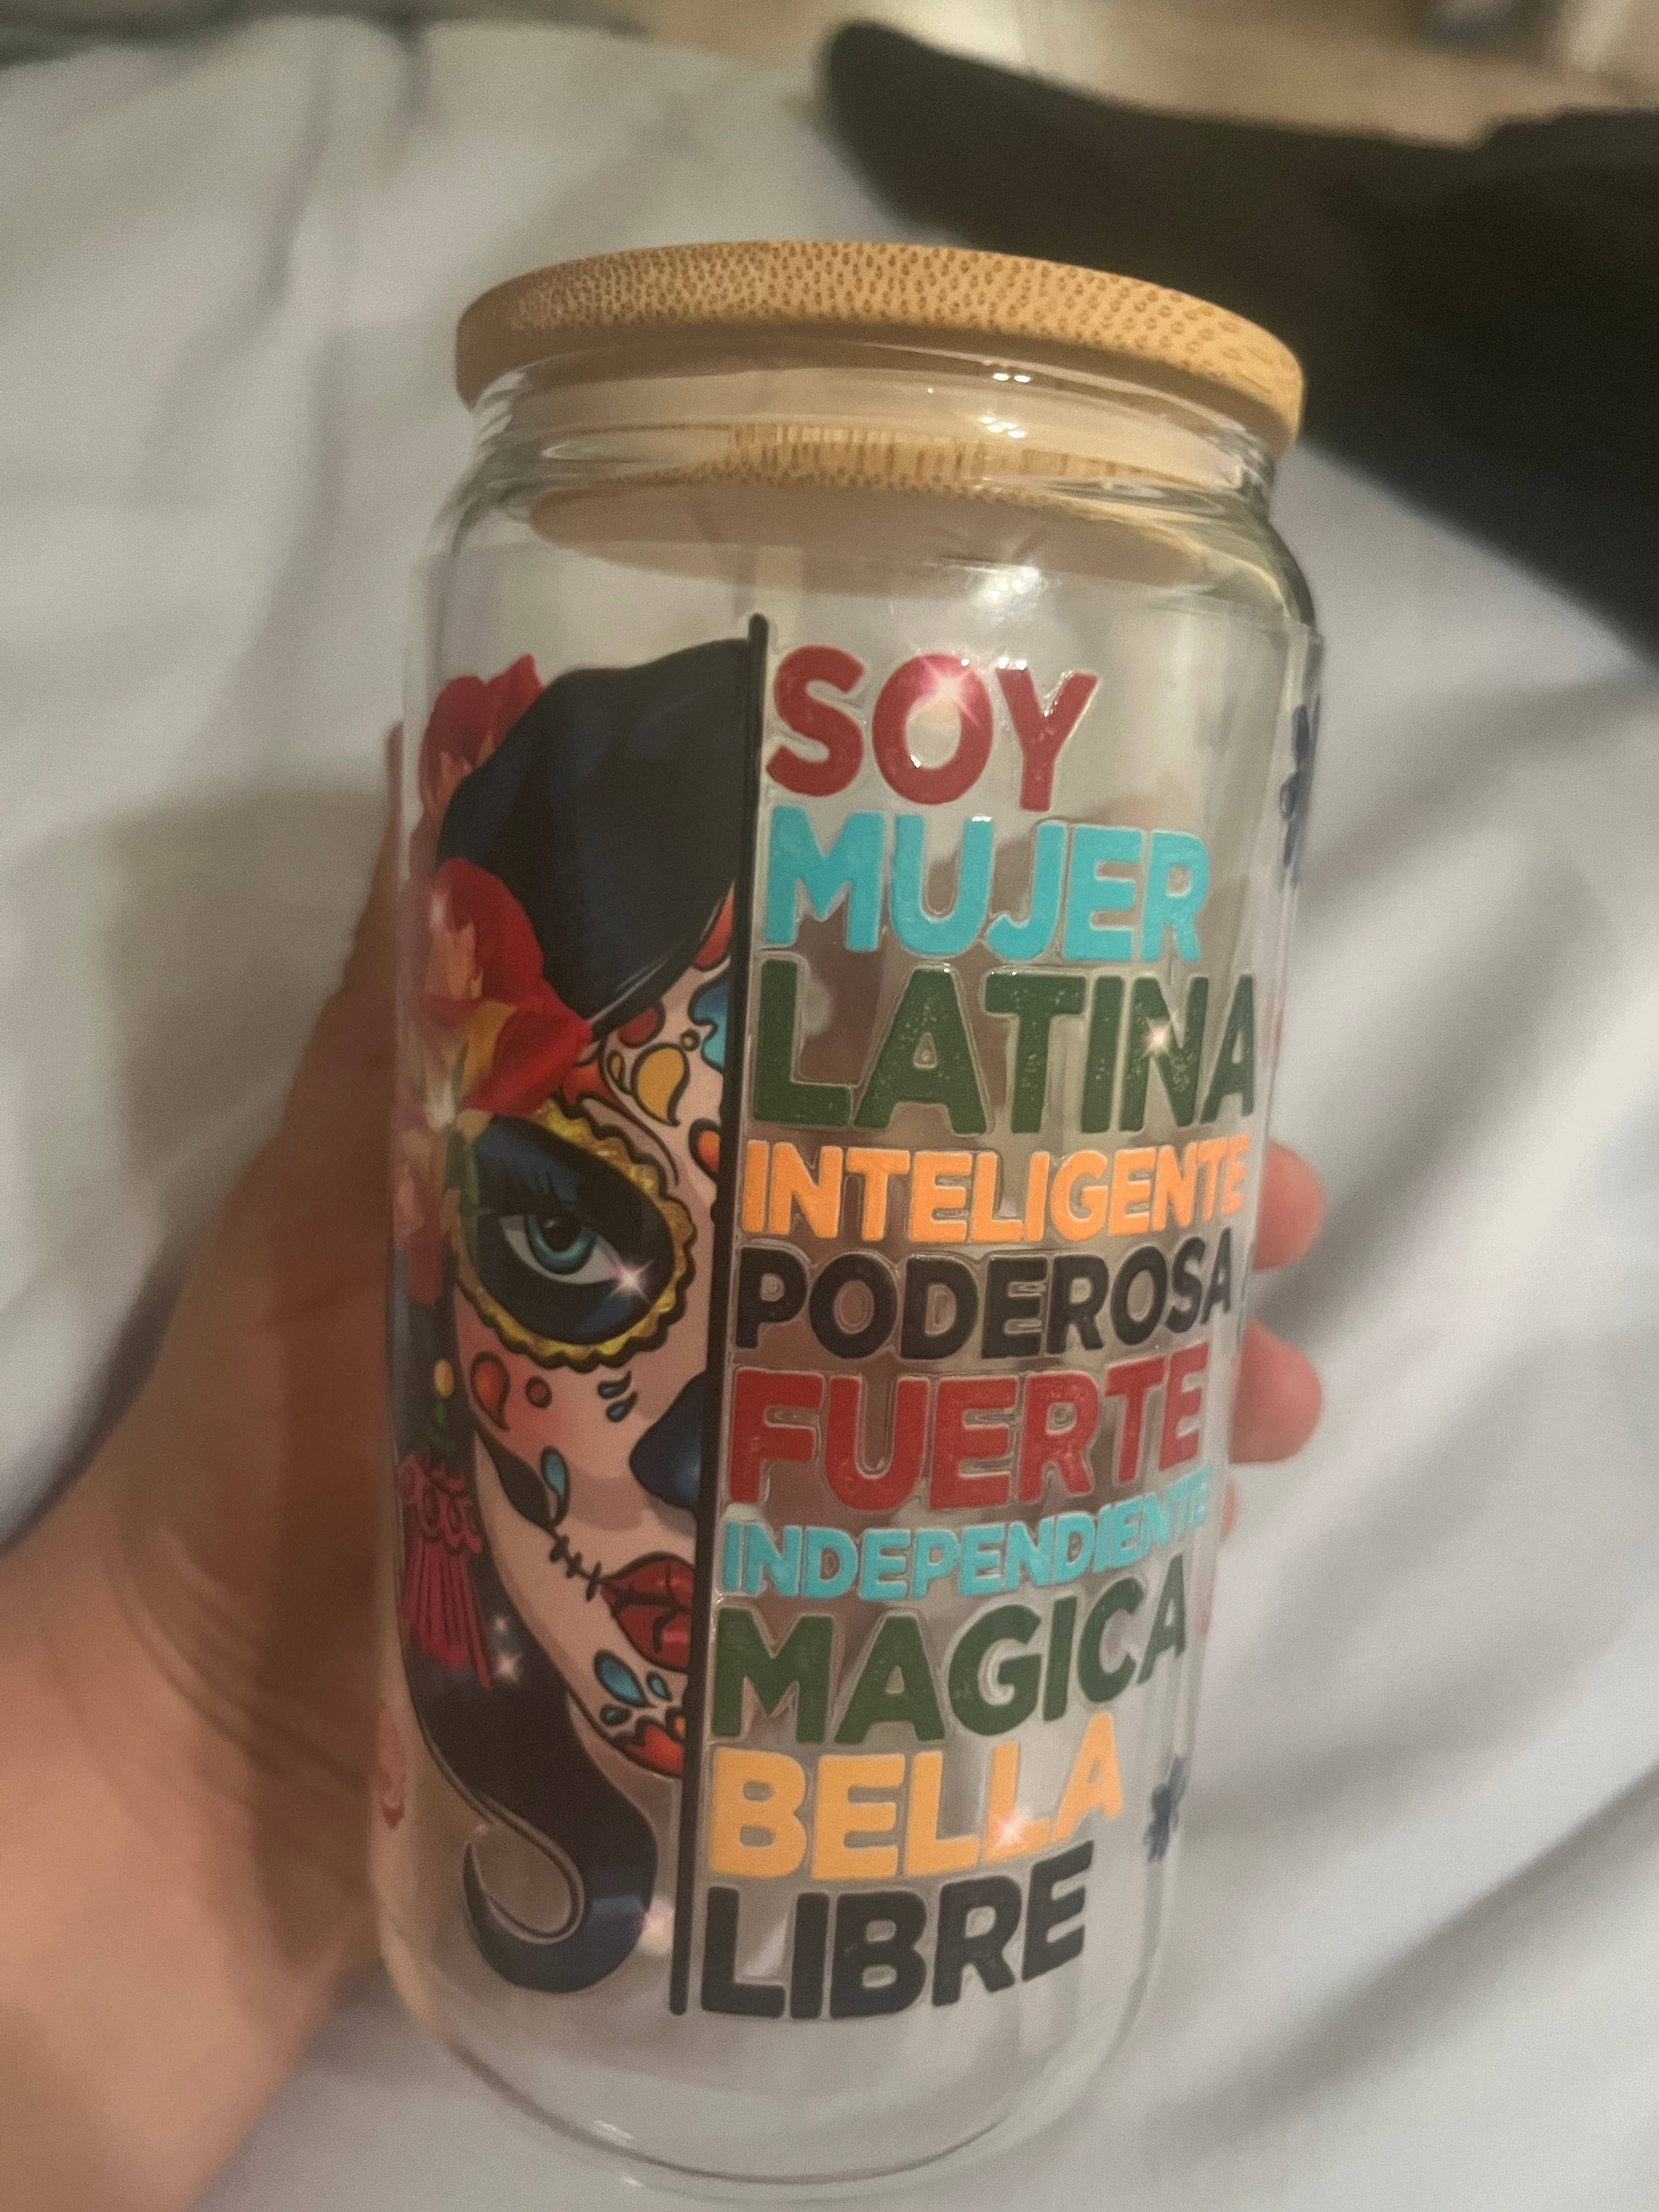 SOY
MUJER
LATINA
INTELIGENTE
PODEROSA
FUERTE
INDEPENDIENTE
MAGICA
BELLA
LIBRE